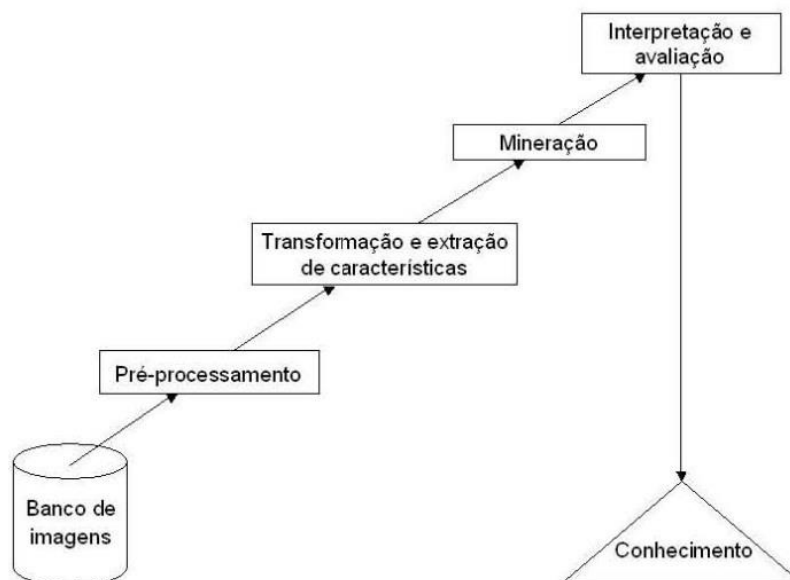 Interpretação e
avaliação
Mineração
Transformação e extração
de características
Pré-processamento
Banco de
imagens
Conhecimento